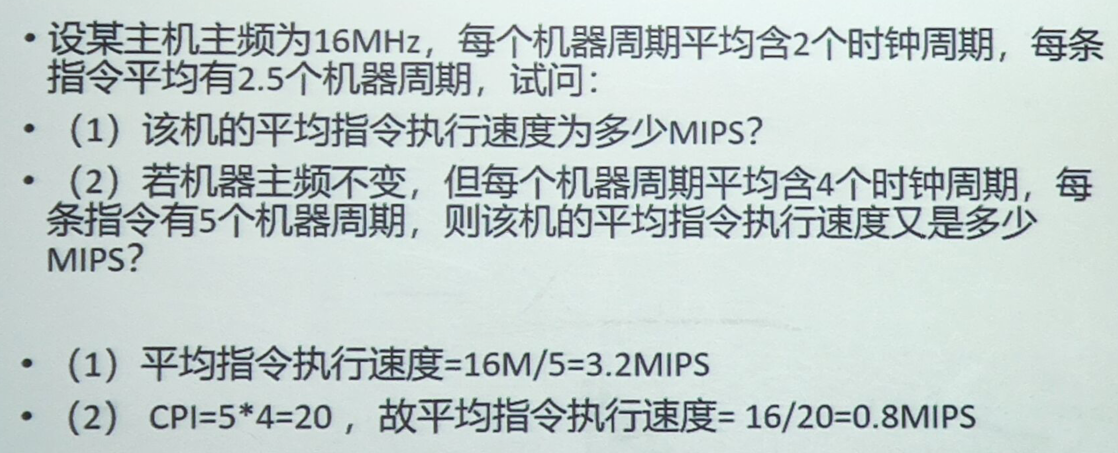 • 设某主机主频为16MHz，每个机器周期平均含2个时钟周期，每条
指令平均有2.5个机器周期，试问：
• （1）该机的平均指令执行速度为多少MIPS？
• （2）若机器主频不变，但每个机器周期平均含4个时钟周期，每
条指令有5个机器周期，则该机的平均指令执行速度又是多少
MIPS？
• （1）平均指令执行速度=16M/5=3.2MIPS
• （2） CPI=5*4=20 ，故平均指令执行速度= 16/20=0.8MIPS